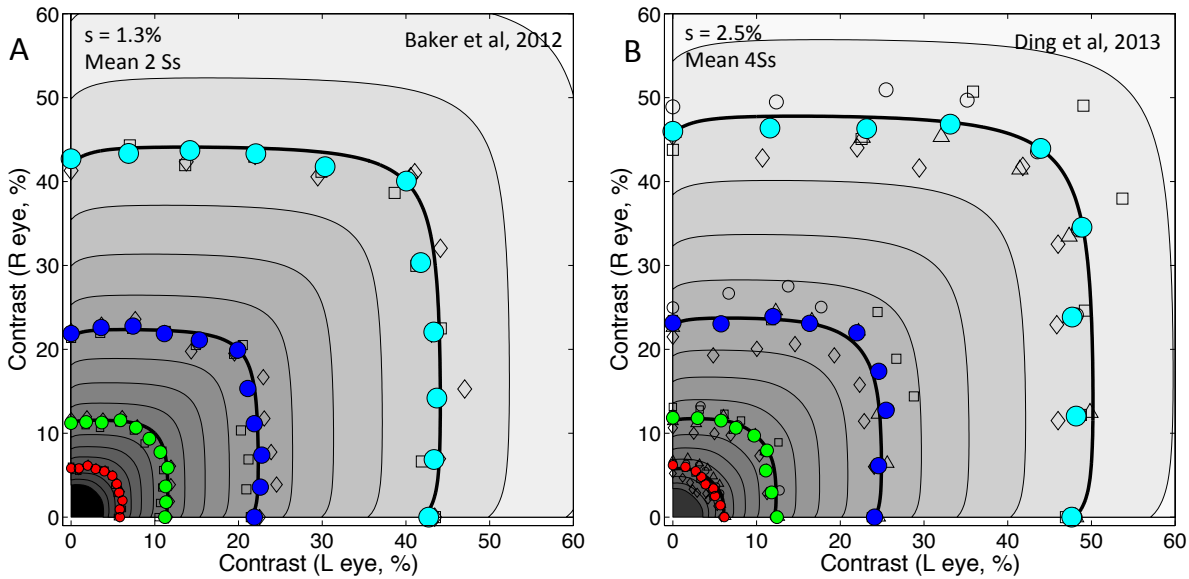 A
s = 1.3%
Mean 2 Ss
Baker et al, 2012
60
50
40
30
20
10
0
Contrast (R eye, %)
0 10 20 30 40 50 60
Contrast (L eye, %)
B
s = 2.5%
Mean 4Ss
Ding et al, 2013
60
50
40
30
20
10
0
Contrast (R eye, %)
0 10 20 30 40 50 60
Contrast (L eye, %)